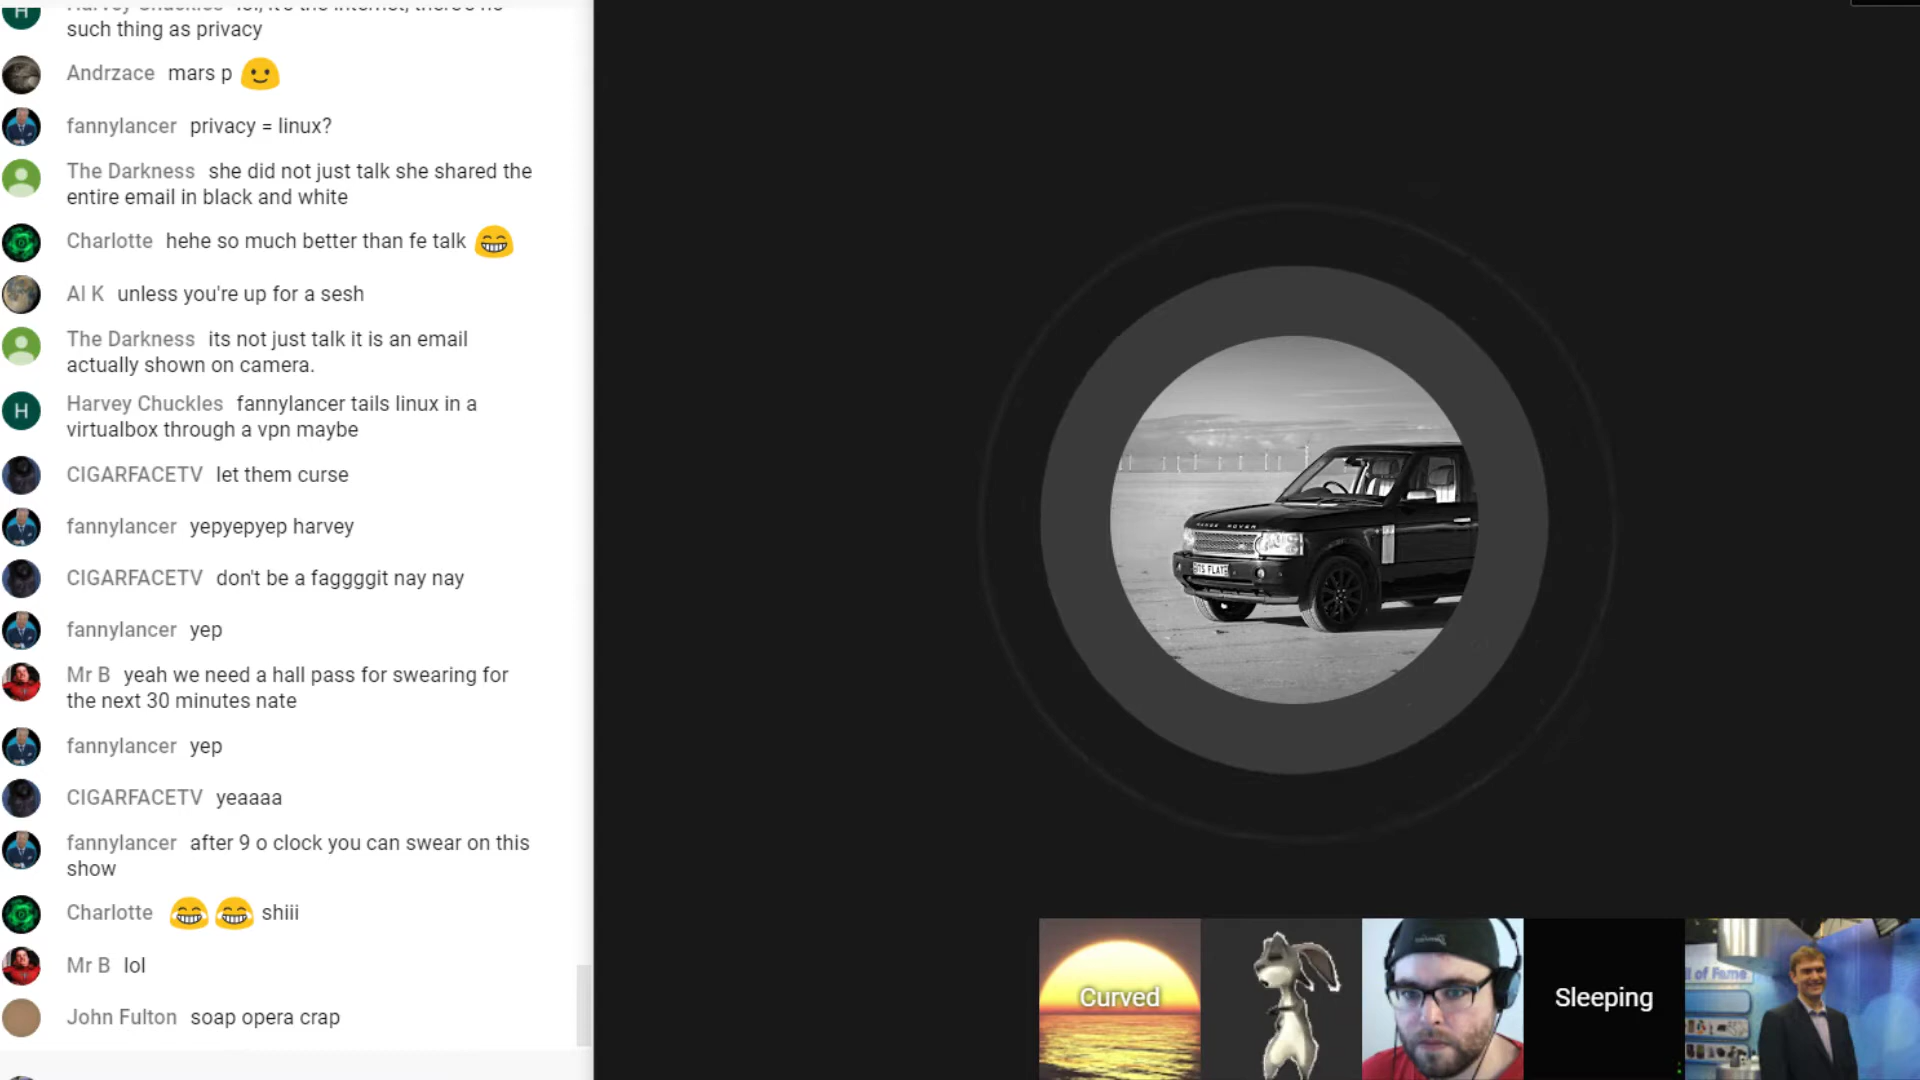 Harvey Chuckles lol, it's the internet, there's no
such thing as privacy
Andrzace mars p
fannylancer privacy = linux?
The Darkness she did not just talk she shared the
entire email in black and white
Charlotte hehe so much better than fe talk
Al K unless you're up for a sesh
The Darkness its not just talk it is an email
actually shown on camera.
H
Harvey Chuckles fannylancer tails linux in a
virtualbox through a vpn maybe
CIGARFACETV let them curse
fannylancer yepyepyep harvey
CIGARFACETV don't be a faggggit nay nay
fannylancer yep
Mr B yeah we need a hall pass for swearing for
the next 30 minutes nate
fannylancer yep
CIGARFACETV yeaaaa
fannylancer after 9 o clock you can swear on this
show
Charlotte shiii
Mr B lol
John Fulton soap opera crap
RANGE ROVER
Curved
Sleeping
l of Fame